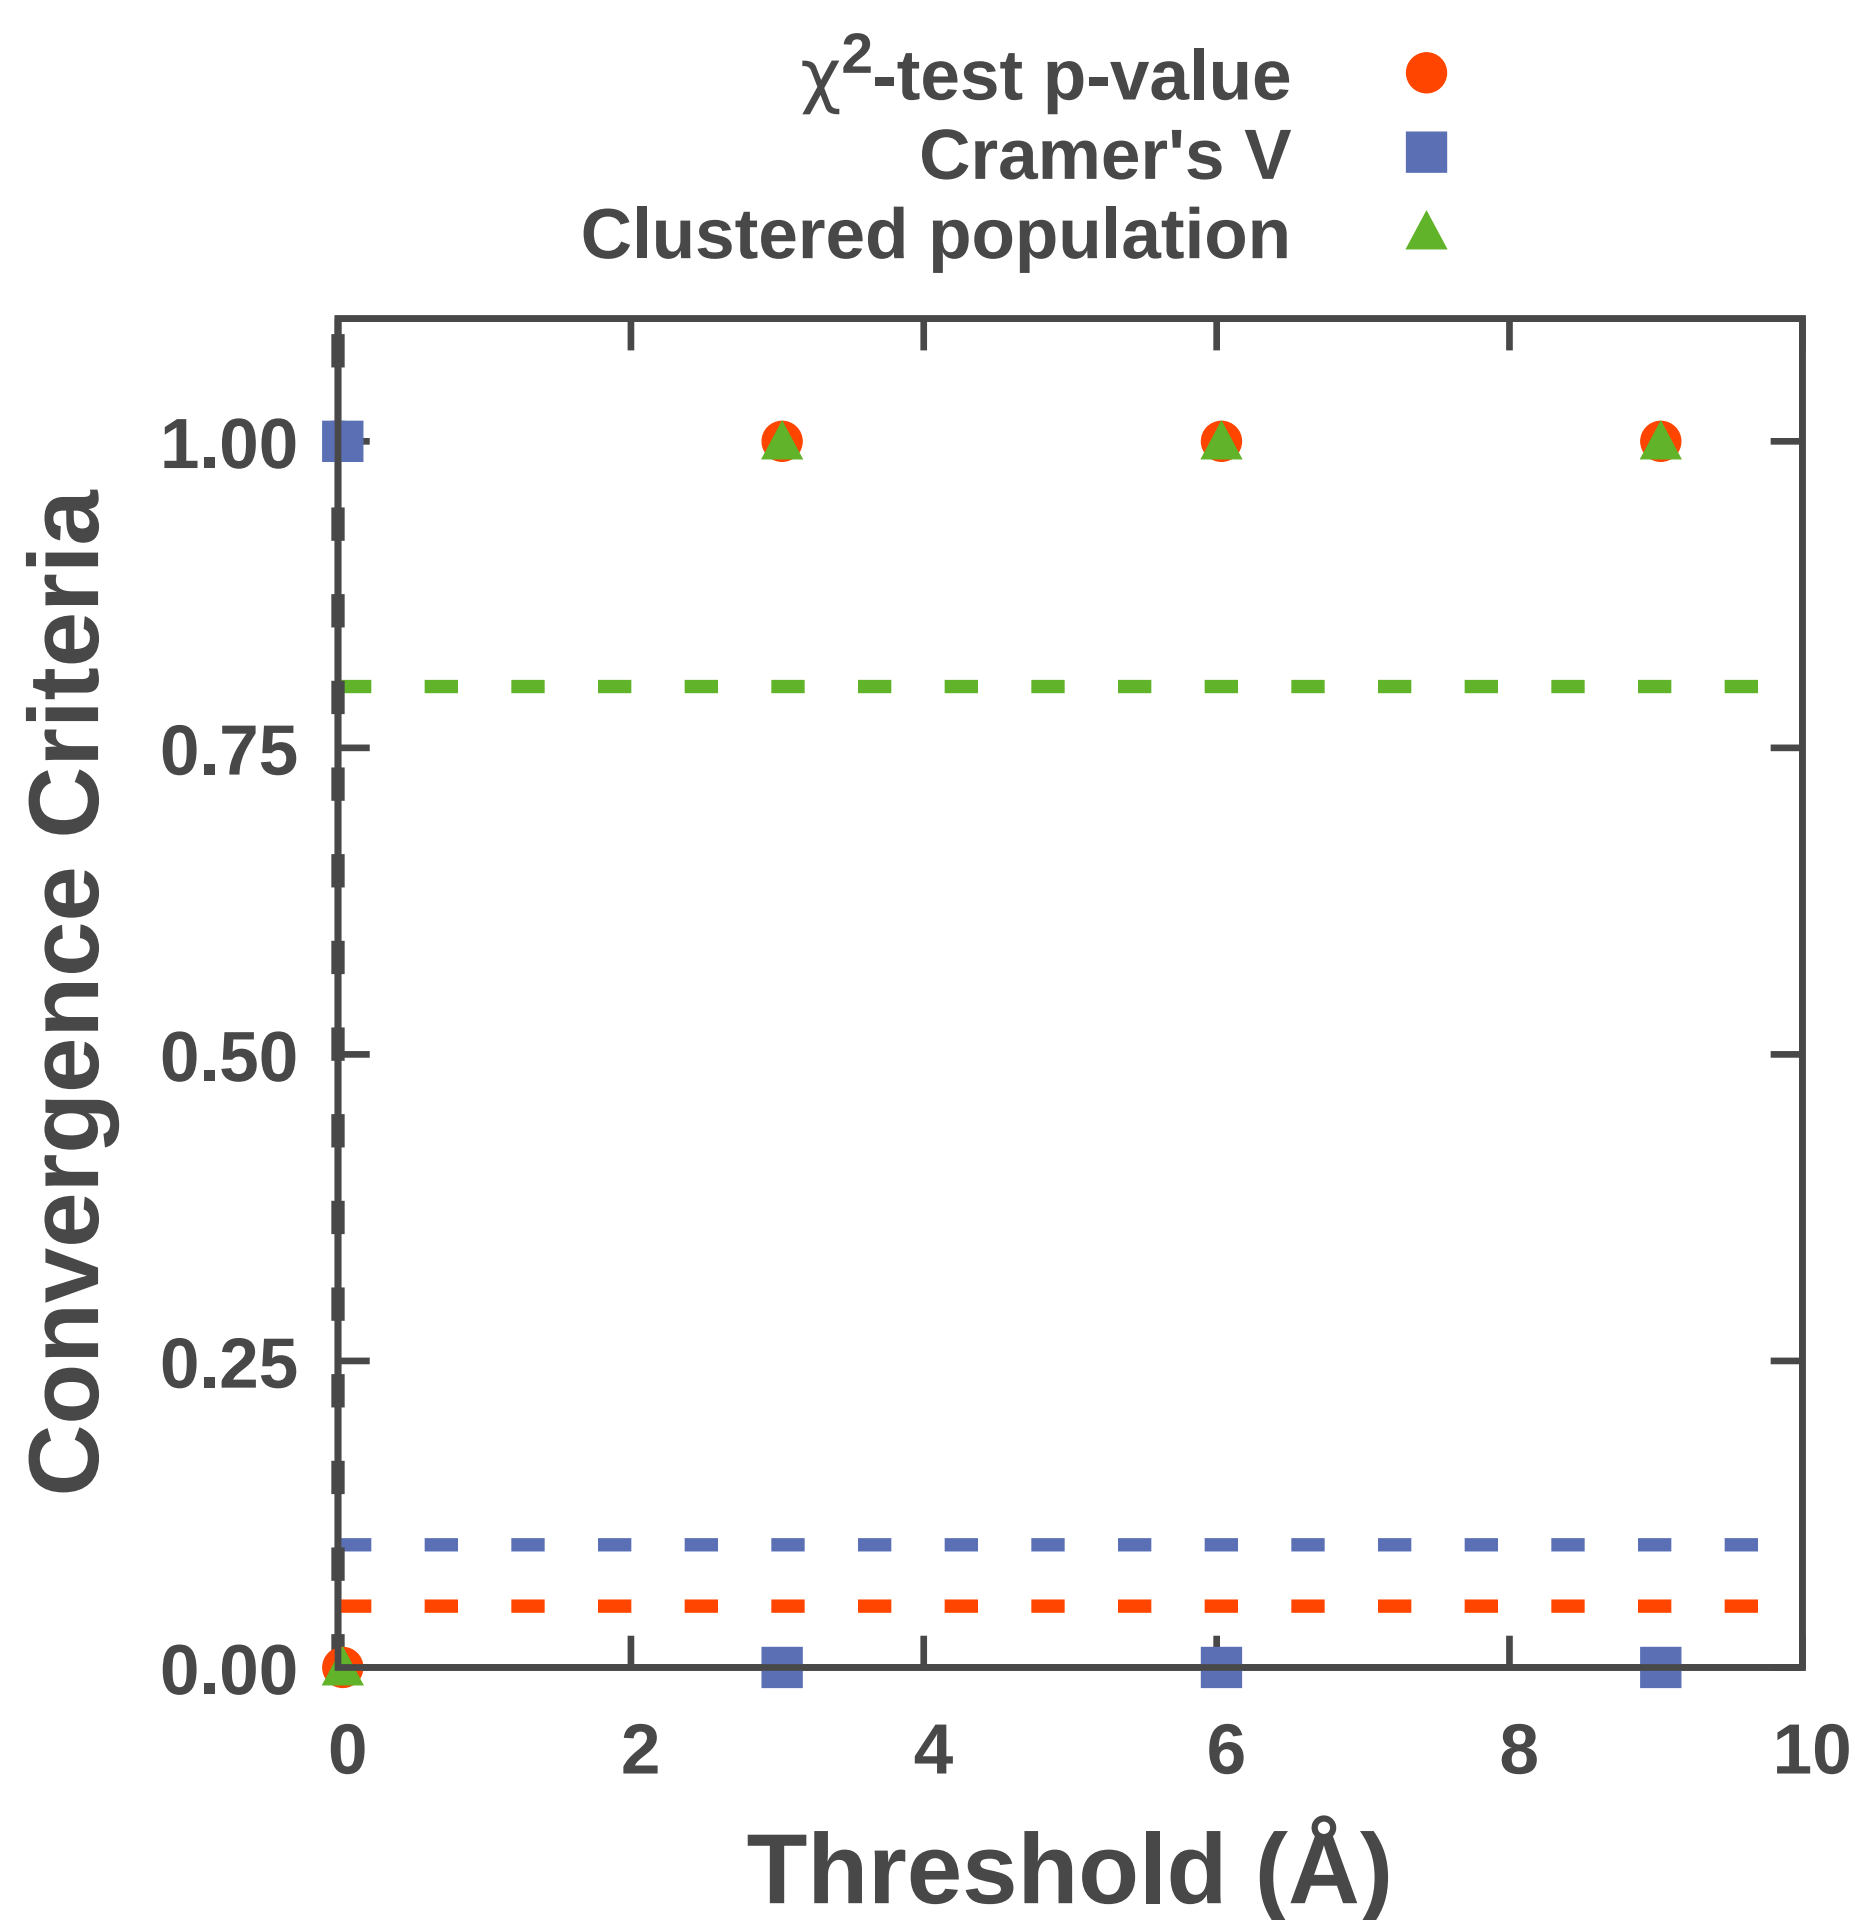 χ²-test p-value
Cramer's V
Clustered population
1.00
0.75
0.50
0.25
0.00
Convergence Criteria
0 2 4 6 8 10
Threshold (Å)